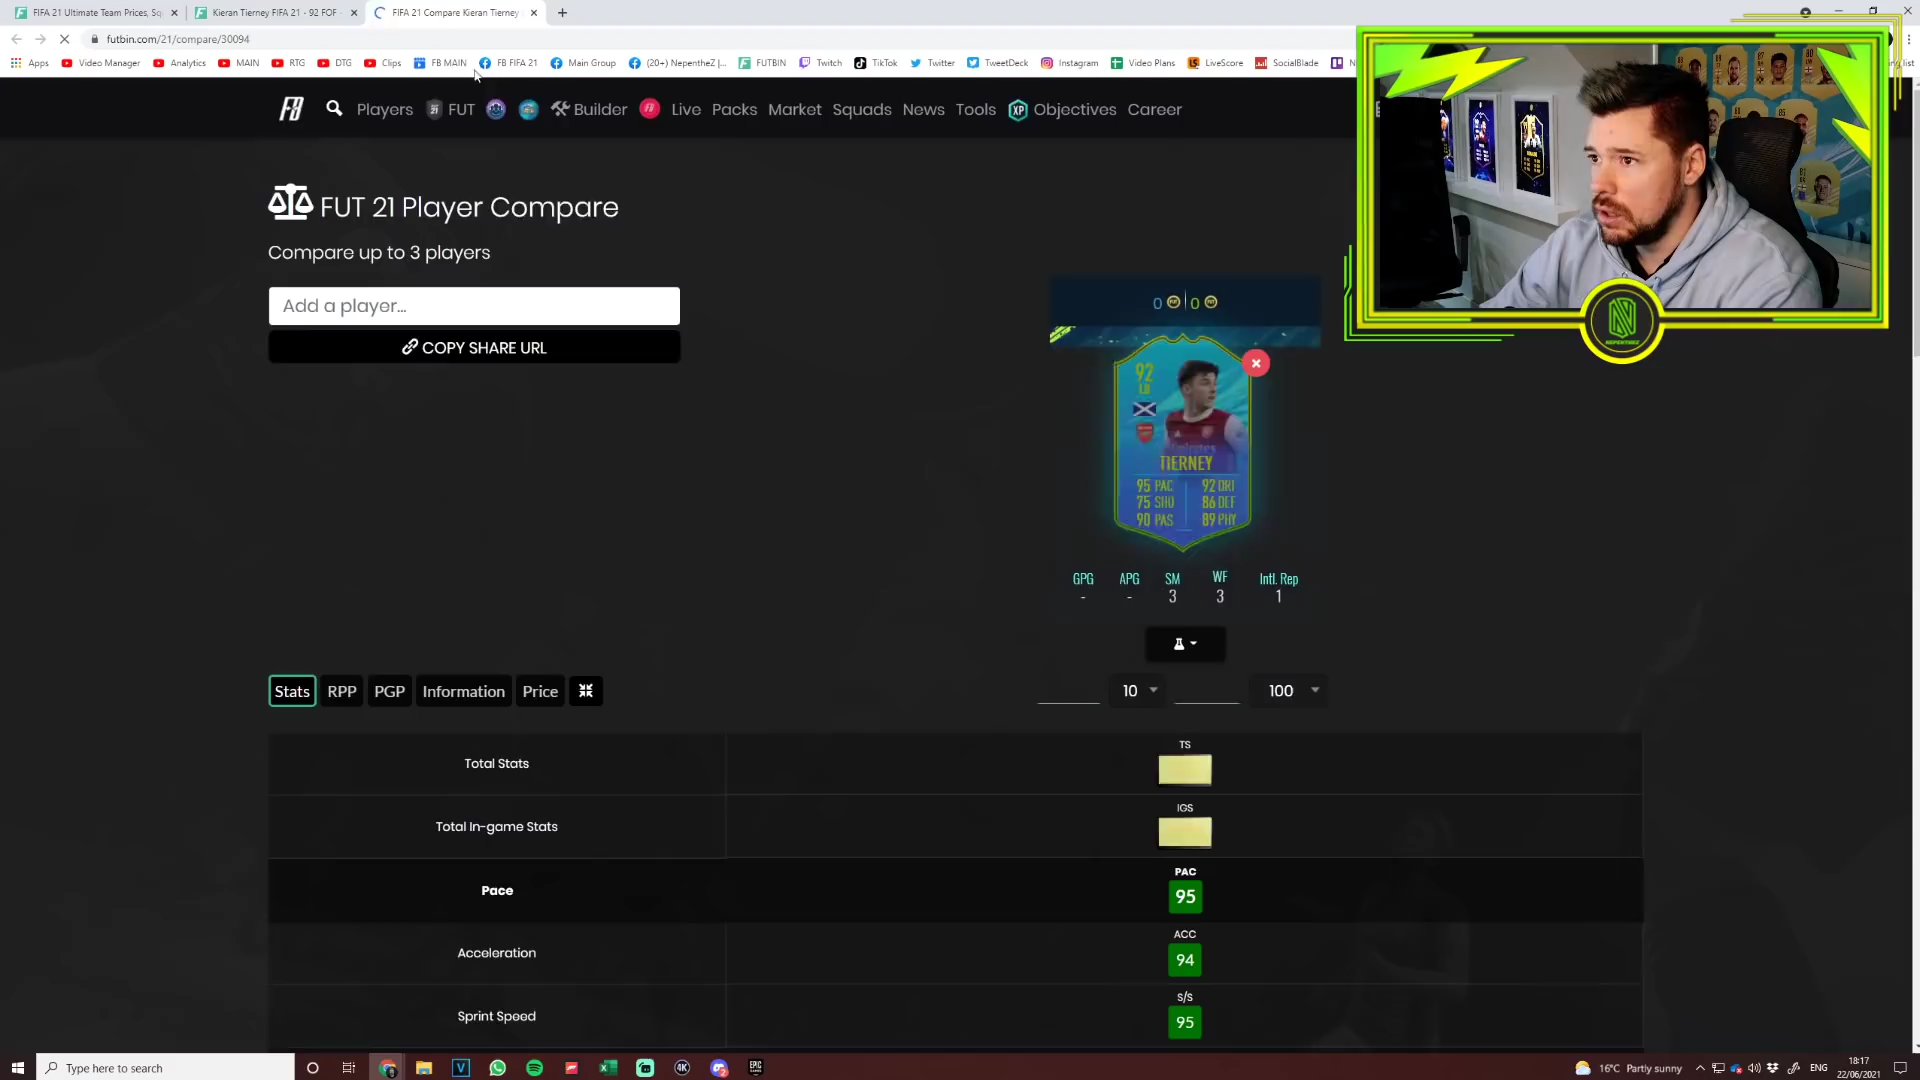 FIFA 21 Ultimate Team Prices, Sq
Kieran Tierney FIFA 21 - 92 FOF -
FIFA 21 Compare Kieran Tierney
futbin.com/21/compare/30094
Apps
Video Manager
Analytics
MAIN
RTG
DTG
Clips
FB MAIN
FB FIFA 21
Main Group
(20+) NepentheZ |...
FUTBIN
Twitch
TikTok
Twitter
TweetDeck
Instagram
Video Plans
LiveScore
SocialBlade
Players
FUT
Builder
Live
Packs
Market
Squads
News
Tools
XP
Objectives
Career
FUT 21 Player Compare
Compare up to 3 players
Add a player...
COPY SHARE URL
0 0
92
LB
TIERNEY
95 PAC 92 DRI
75 SHO 86 DEF
90 PAS 89 PHY
GPG APG SM WF Intl. Rep
- - 3 3 1
Stats
RPP
PGP
Information
Price
10
100
Total Stats
TS
Total In-game Stats
IGS
Pace
PAC
95
Acceleration
ACC
94
Sprint Speed
S/S
95
NEPENTHEZ
Type here to search
16°C Partly sunny
ENG
18:17
22/06/2021